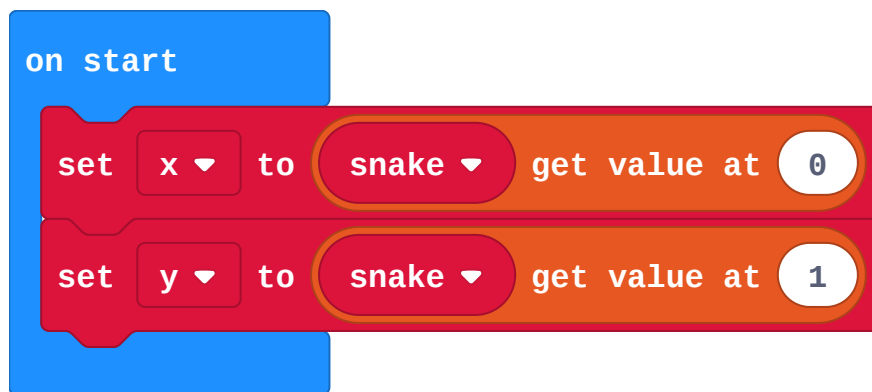 on start
set x to snake get value at 0
set y to snake get value at 1